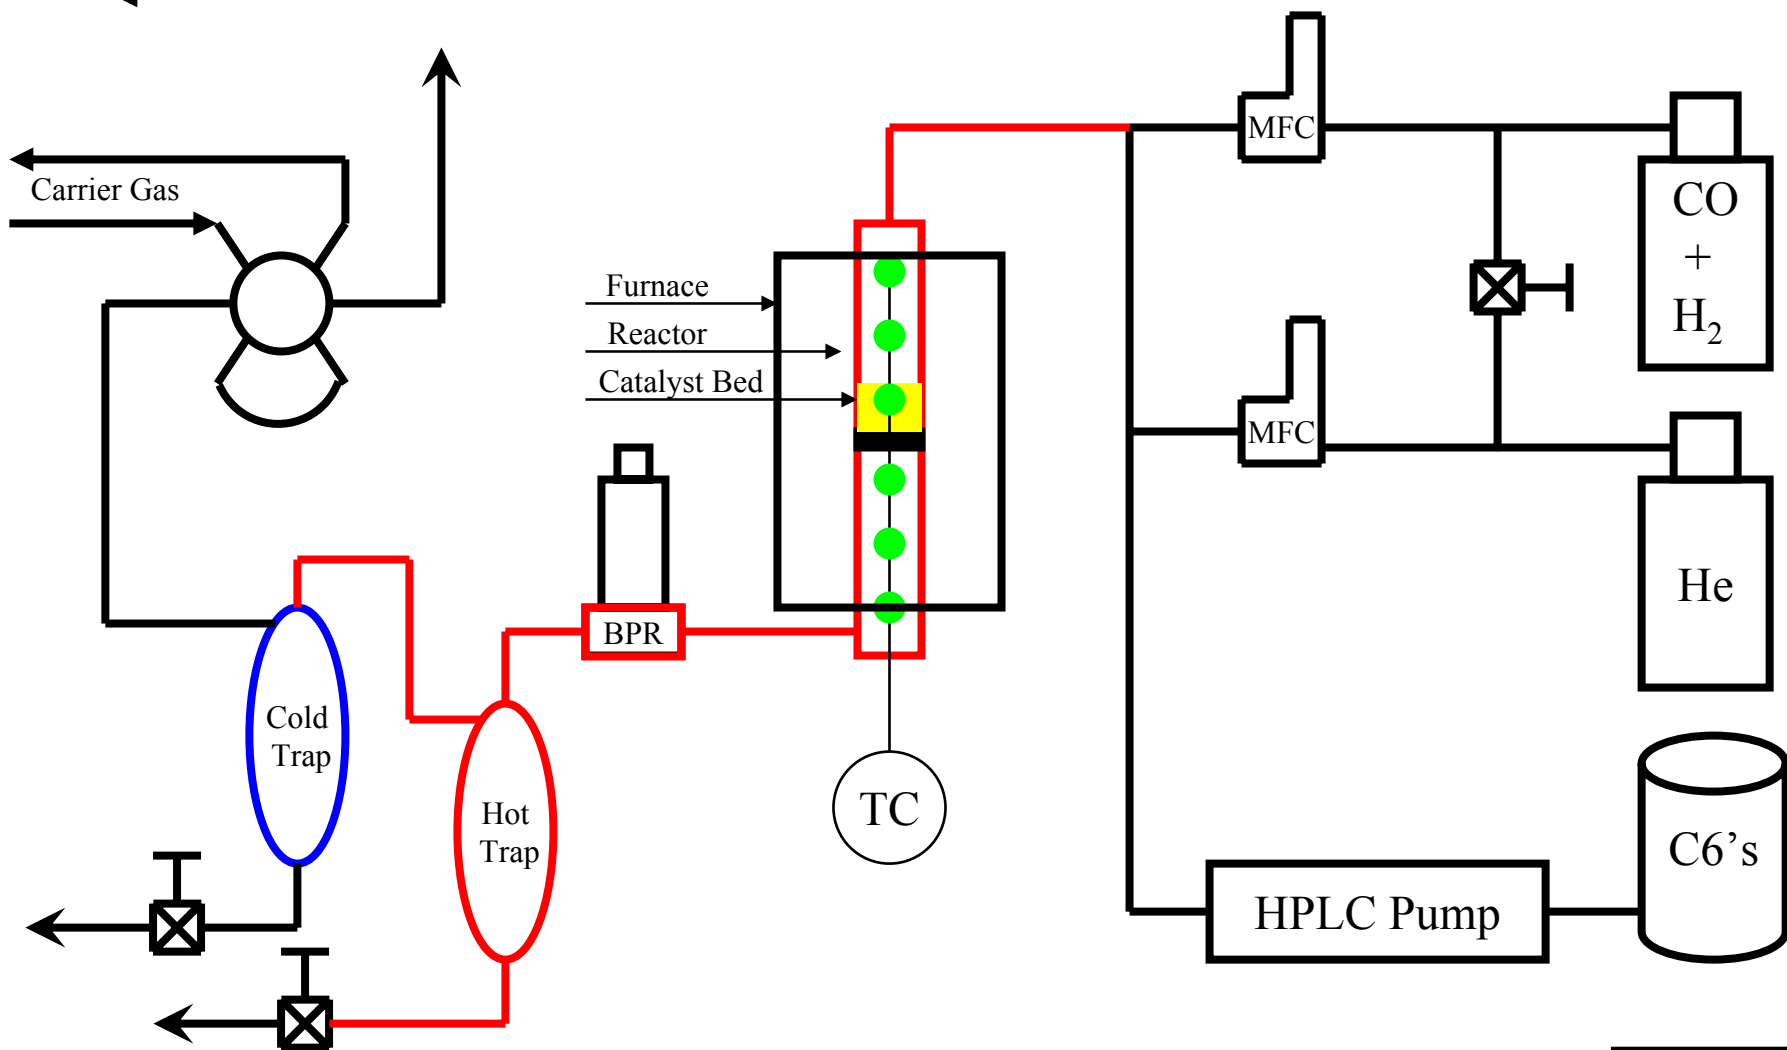 MFC
CO
+
H₂
Carrier Gas
Furnace
Reactor
Catalyst Bed
MFC
He
BPR
Cold
Trap
Hot
Trap
TC
C6’s
HPLC Pump